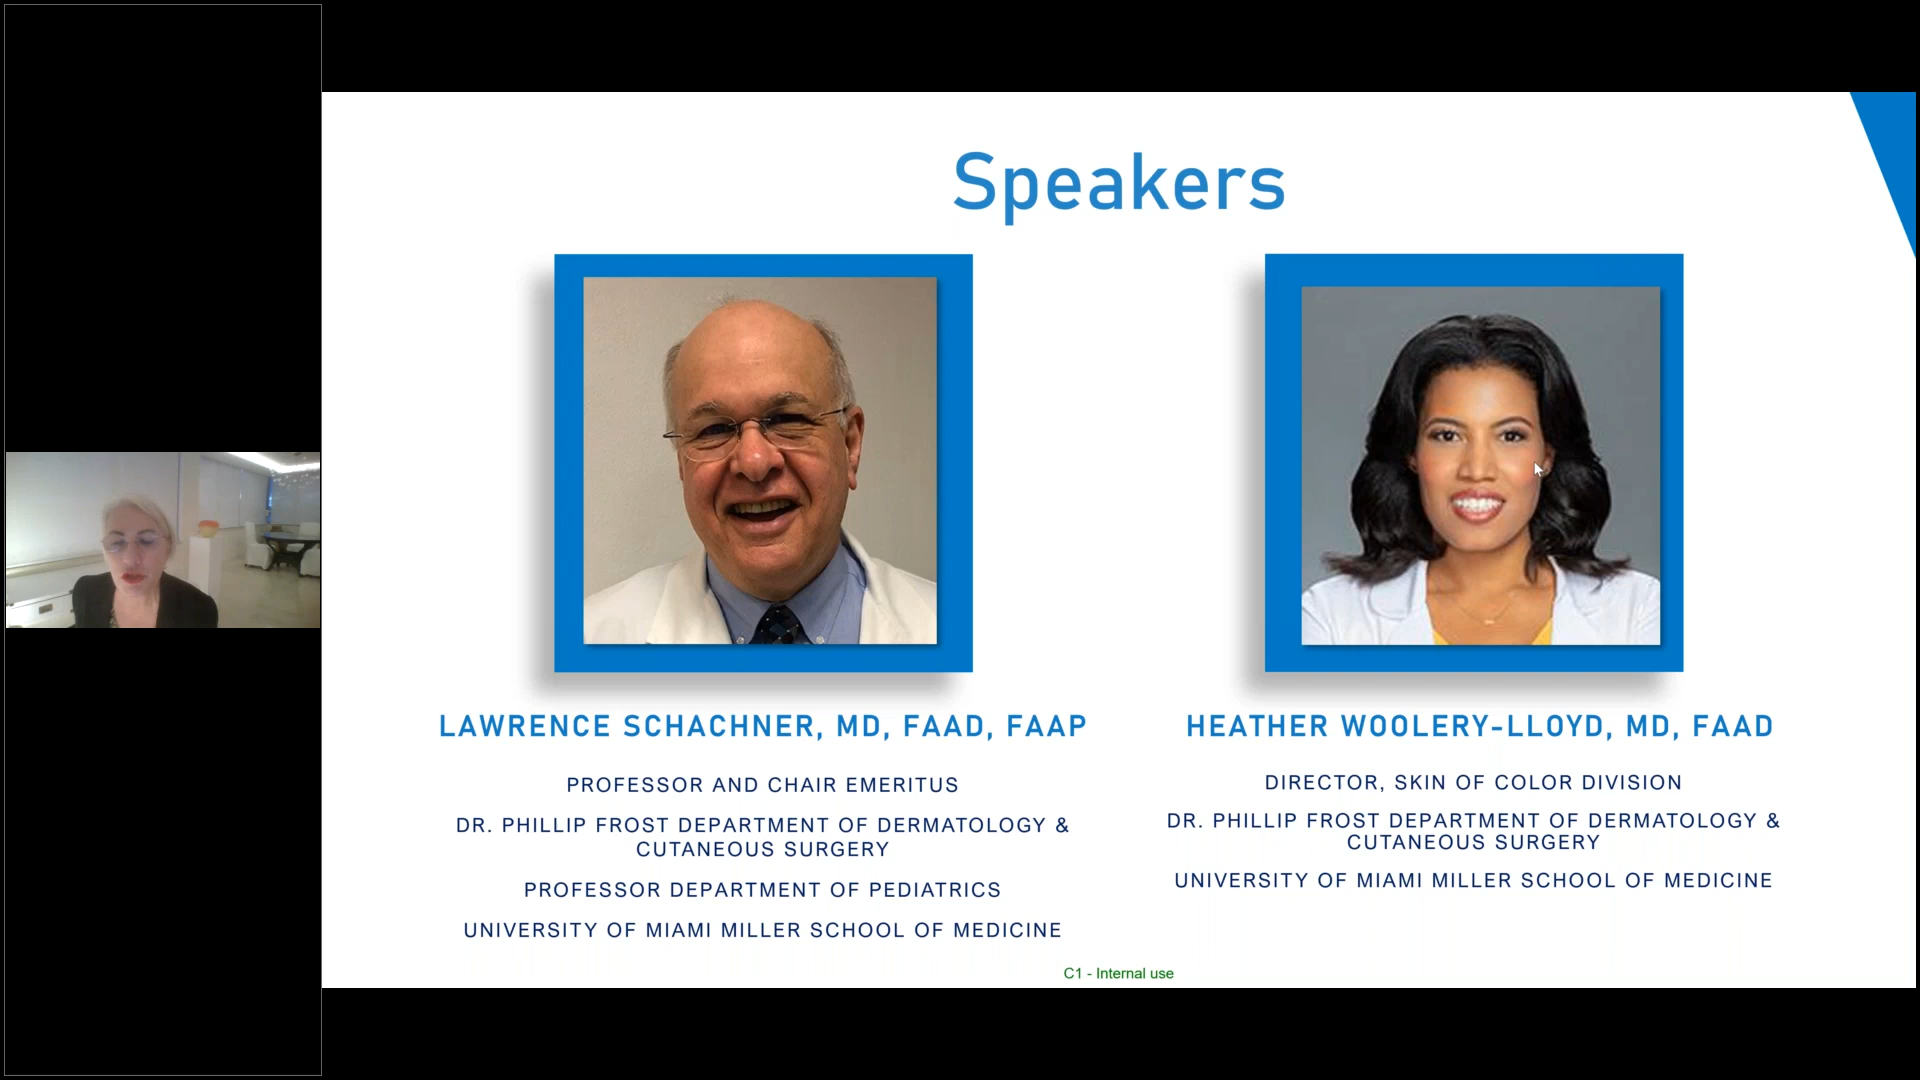 Speakers
LAWRENCE SCHACHNER, MD, FAAD, FAAP
PROFESSOR AND CHAIR EMERITUS
DR. PHILLIP FROST DEPARTMENT OF DERMATOLOGY &
CUTANEOUS SURGERY
PROFESSOR DEPARTMENT OF PEDIATRICS
UNIVERSITY OF MIAMI MILLER SCHOOL OF MEDICINE
HEATHER WOOLERY-LLOYD, MD, FAAD
DIRECTOR, SKIN OF COLOR DIVISION
DR. PHILLIP FROST DEPARTMENT OF DERMATOLOGY &
CUTANEOUS SURGERY
UNIVERSITY OF MIAMI MILLER SCHOOL OF MEDICINE
C1 - Internal use